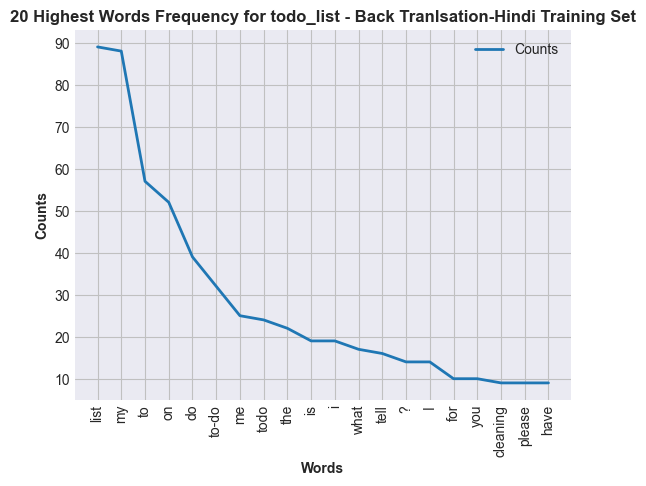 20 Highest Words Frequency for todo_list - Back Tranlsation-Hindi Training Set
Counts
90
80
70
60
50
40
30
20
10
Counts
list
my
to
on
do
to-do
me
todo
the
is
i
what
tell
?
I
for
you
cleaning
please
have
Words